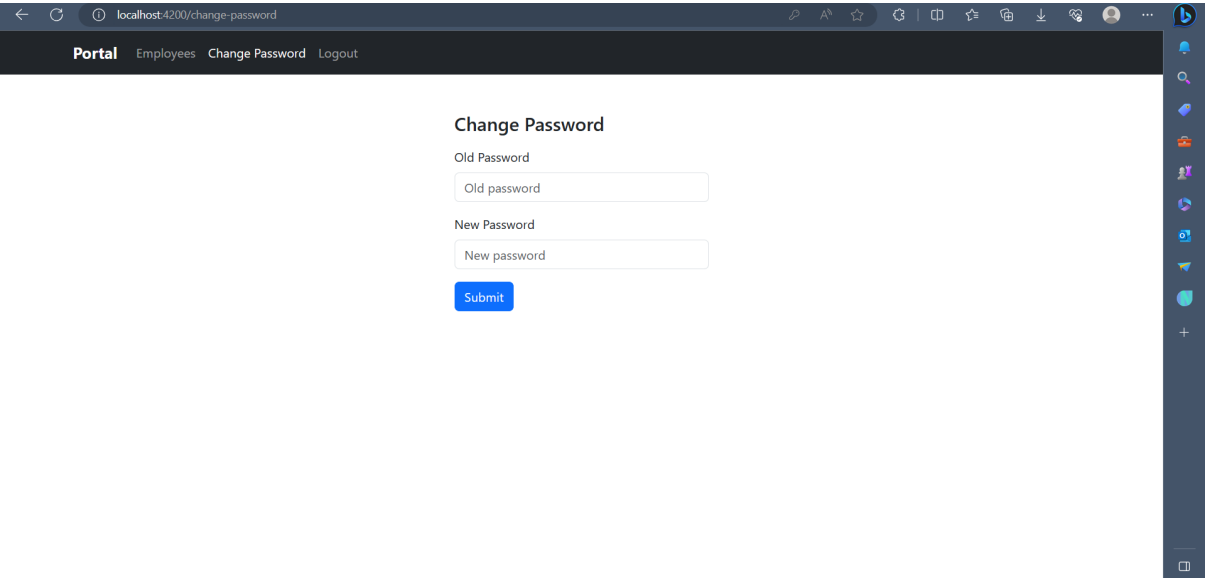 localhost:4200/change-password
Portal Employees Change Password Logout
Change Password
Old Password
Old password
New Password
New password
Submit